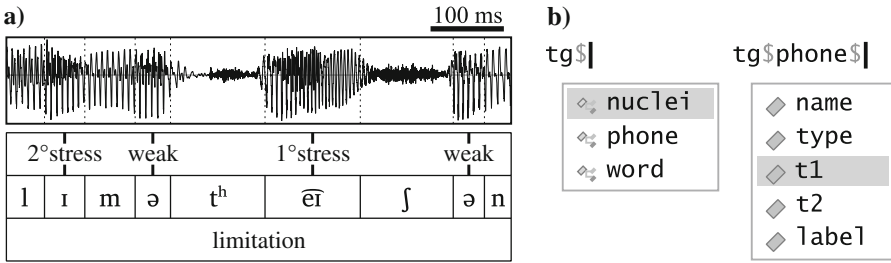 a)
100 ms
2°stress weak 1°stress weak
l ɪ m ə tʰ e͡ɪ ʃ ə n
limitation
b)
tg$
nuclei
phone
word
tg$phone$
name
type
t1
t2
label